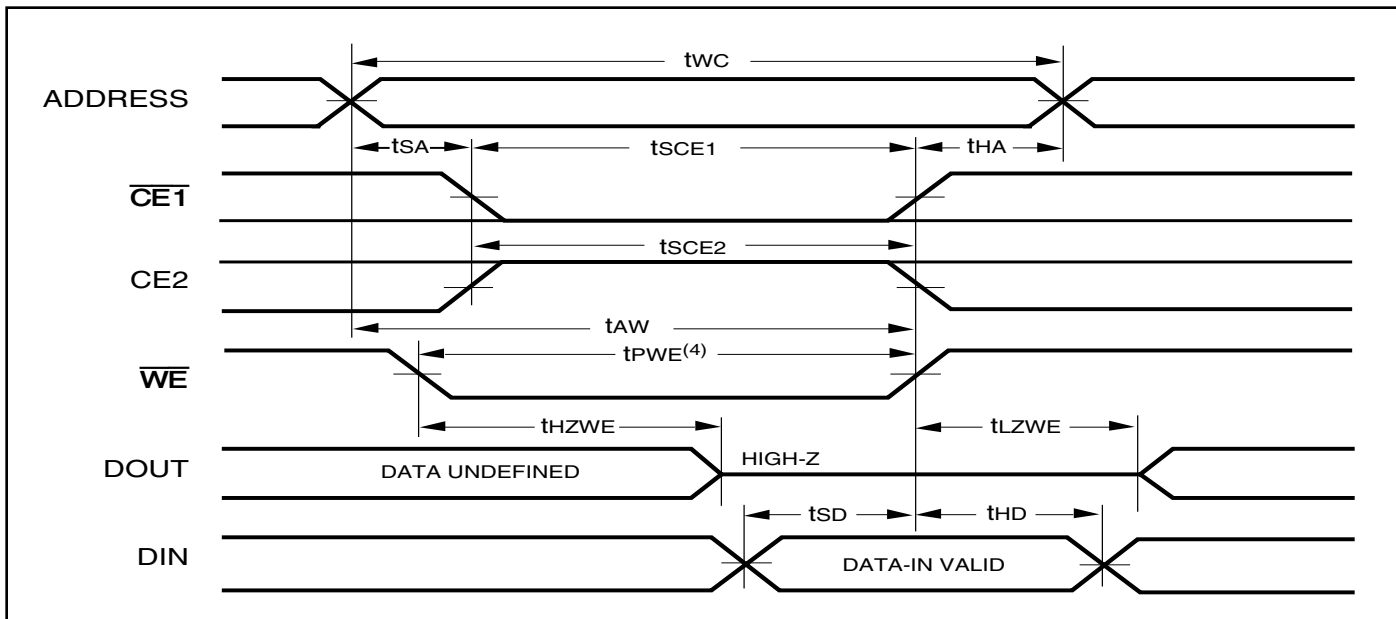 tWC
ADDRESS
tSA
tSCE1
tHA
CE1
tSCE2
CE2
tAW
tPWE(4)
WE
tHZWE
tLZWE
DOUT
DATA UNDEFINED
HIGH-Z
tSD
tHD
DIN
DATA-IN VALID